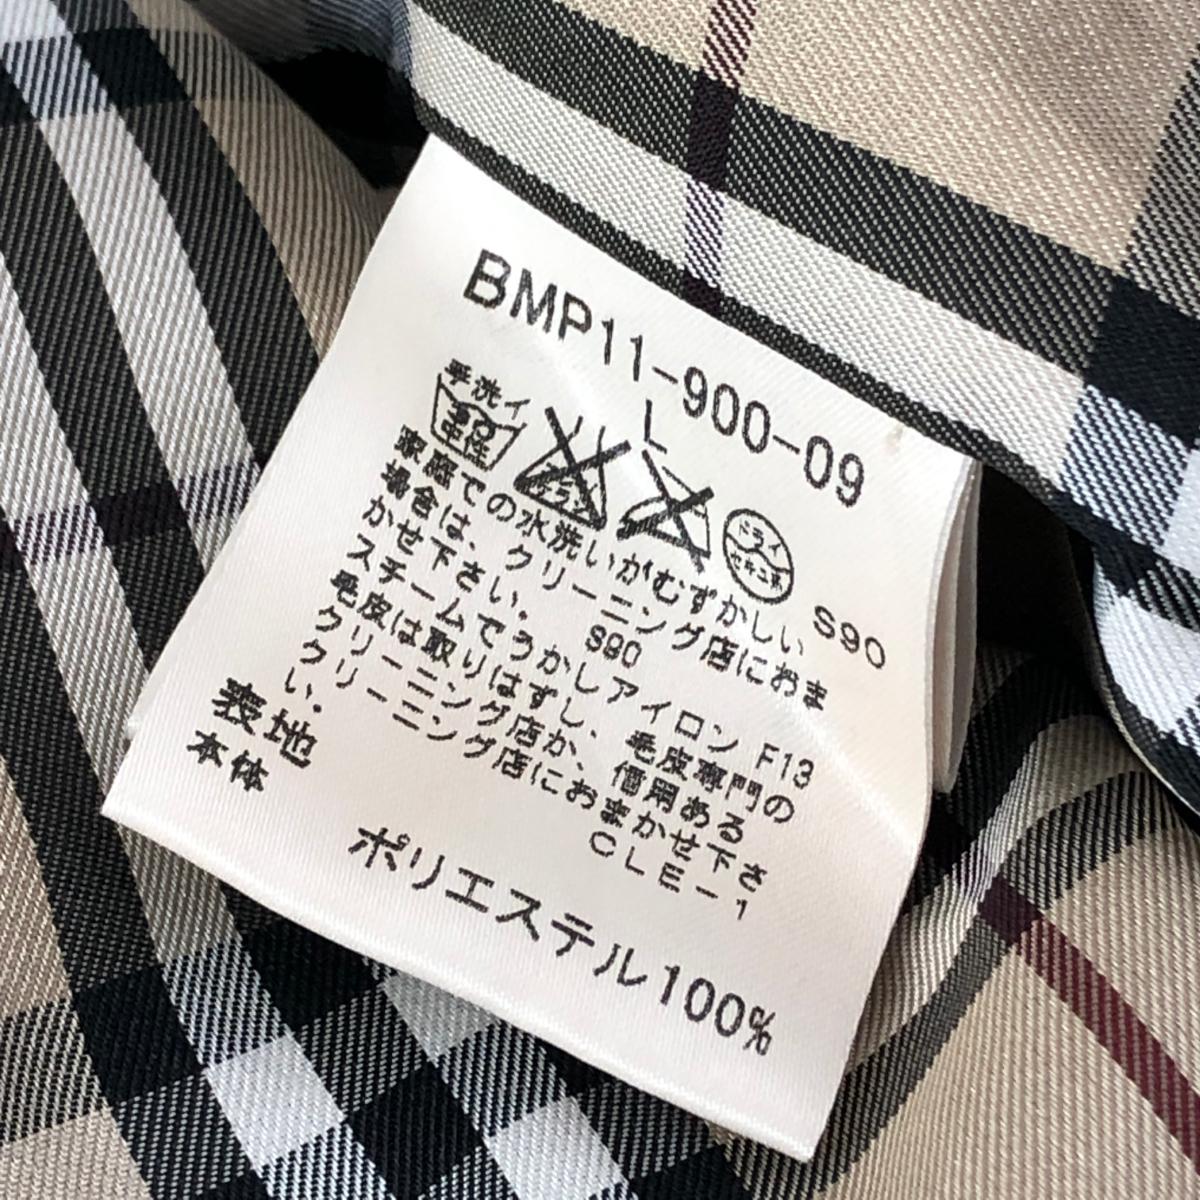 BMP11-900-09
L
手洗イ
30
中性
エンソ
サラシ
ドライ
セキユ系
S90
家庭での水洗いがむずかしい
場合は、クリーニング店におま
かせ下さい。 S90
スチームでうかしアイロン F13
毛皮は取りはずし、毛皮専門の
クリーニング店か、信用ある
クリーニング店におまかせ下さ
い。 CLE-1
表地
本体
ポリエステル100%